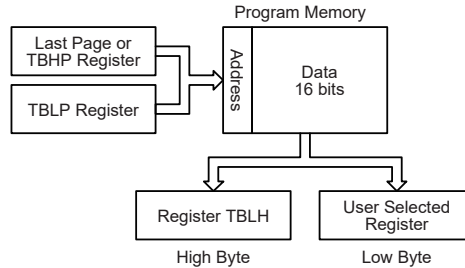 Program Memory
Last Page or
TBHP Register
TBLP Register
Address
Data
16 bits
Register TBLH
User Selected
Register
High Byte
Low Byte